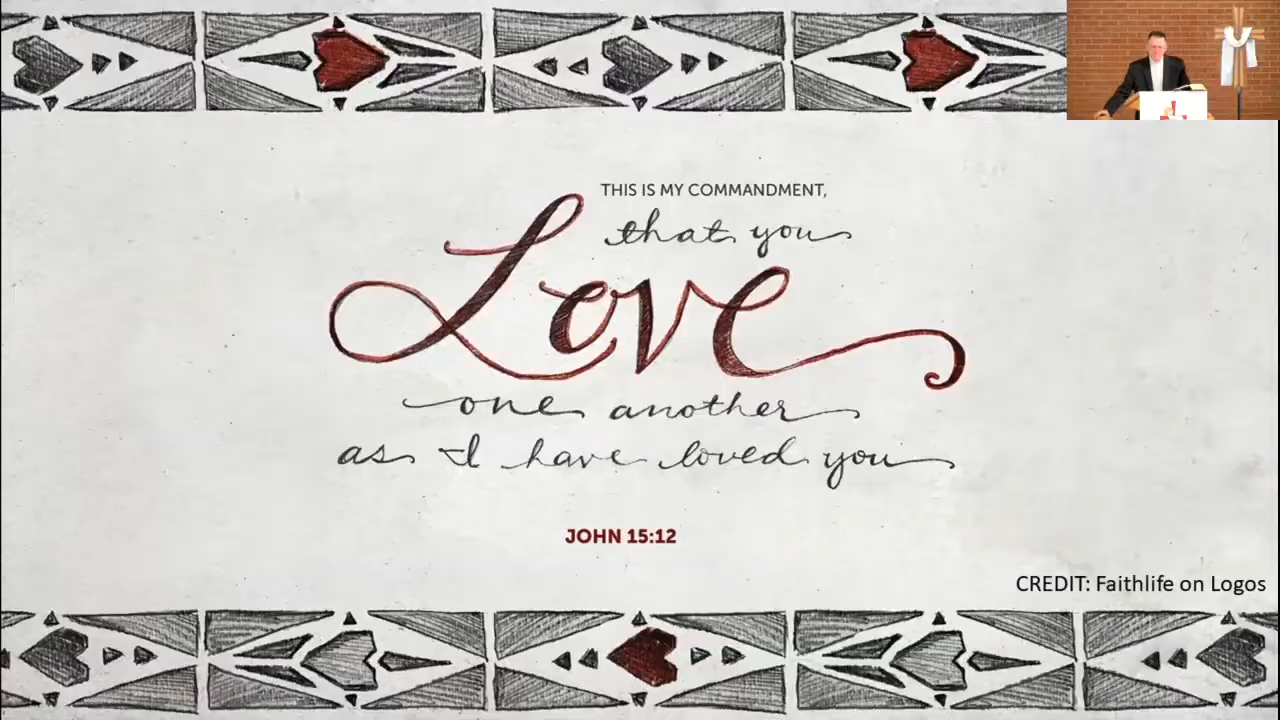 THIS IS MY COMMANDMENT,
that you
Love
one another
as I have loved you
JOHN 15:12
CREDIT: Faithlife on Logos